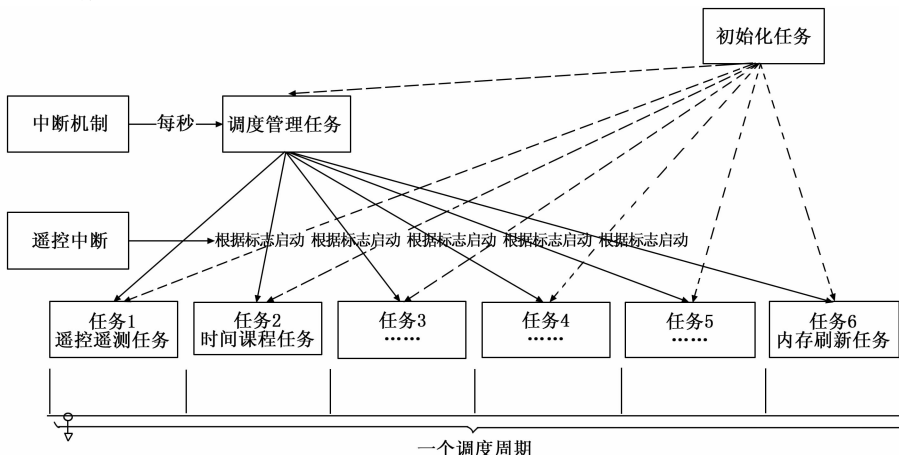 初始化任务
中断机制
每秒
调度管理任务
遥控中断
根据标志启动 根据标志启动 根据标志启动 根据标志启动 根据标志启动
任务1
遥控遥测任务
任务2
时间课程任务
任务3
……
任务4
……
任务5
……
任务6
内存刷新任务
一个调度周期